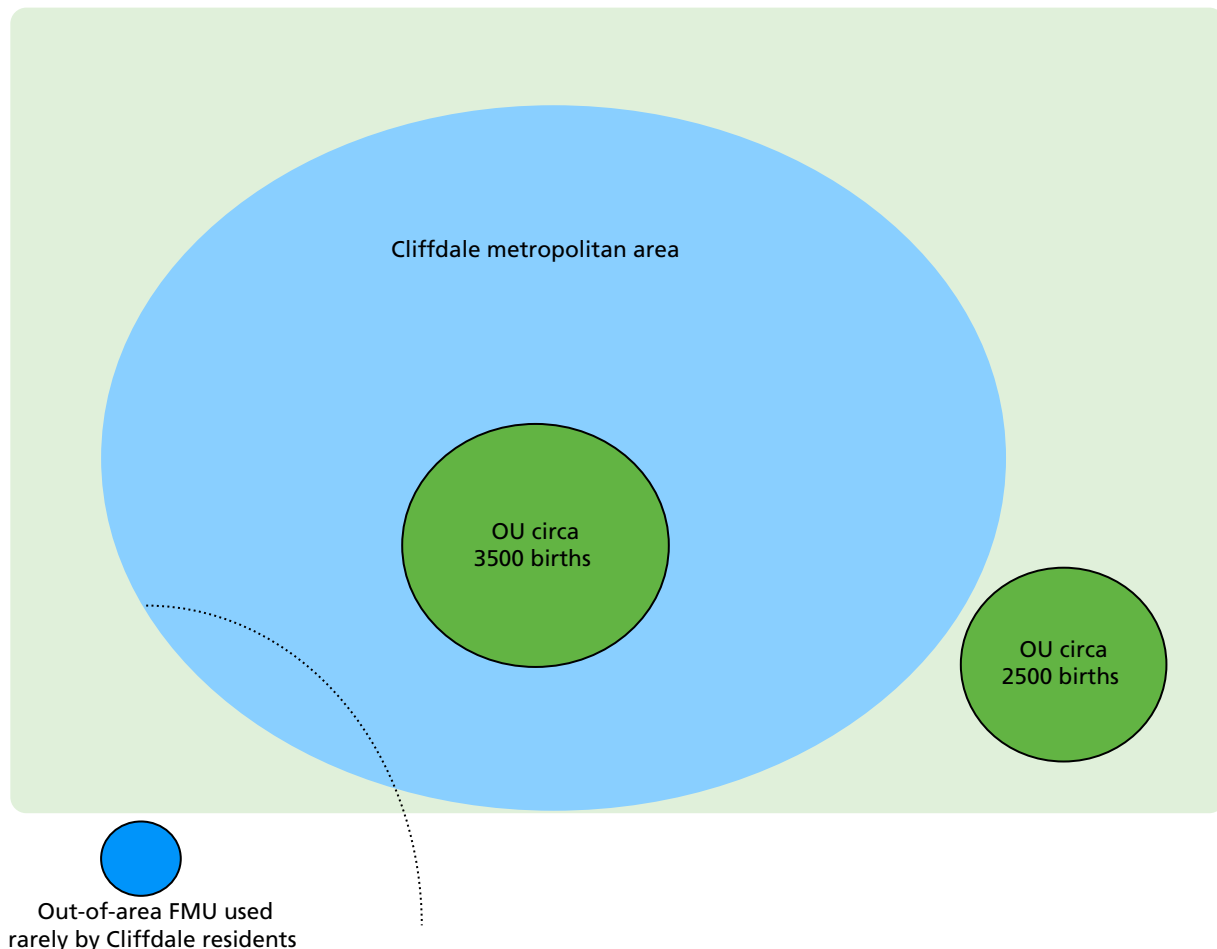 Cliffdale metropolitan area
OU circa
3500 births
OU circa
2500 births
Out-of-area FMU used
rarely by Cliffdale residents